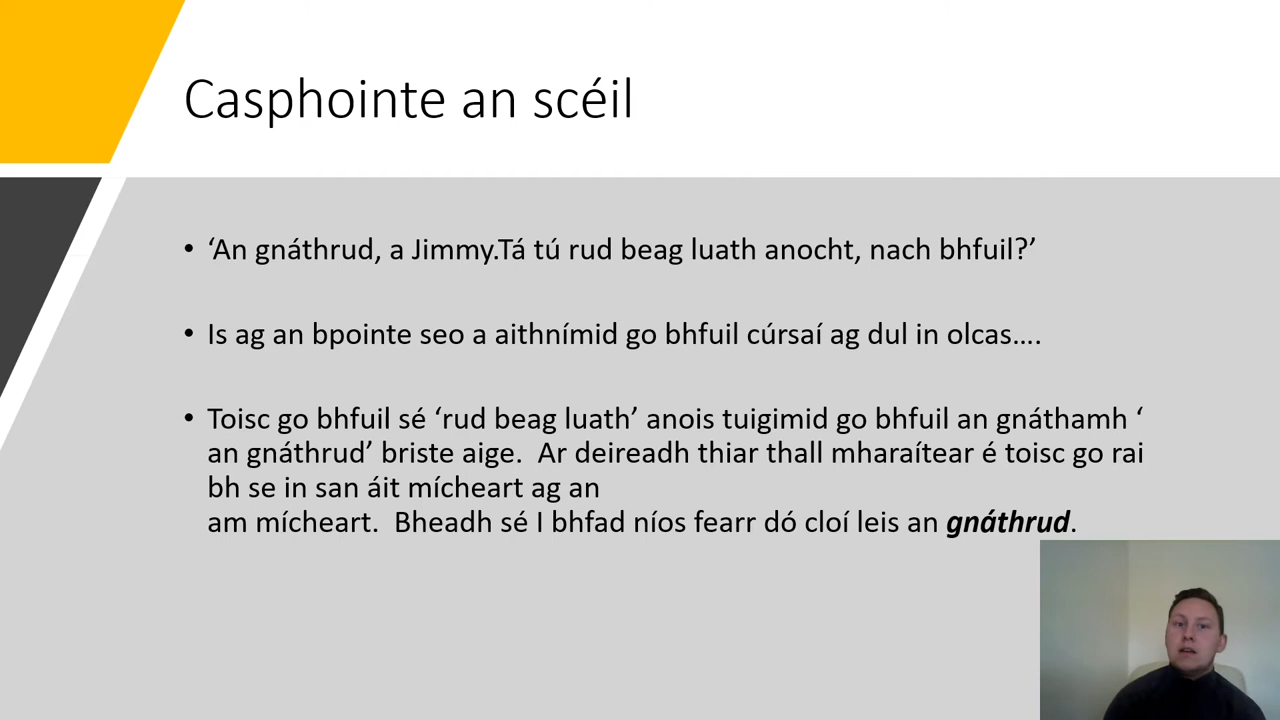 Casphointe an scéil
• ‘An gnáthrud, a Jimmy.Tá tú rud beag luath anocht, nach bhfuil?’
• Is ag an bpointe seo a aithnímid go bhfuil cúrsaí ag dul in olcas….
• Toisc go bhfuil sé ‘rud beag luath’ anois tuigimid go bhfuil an gnáthamh ‘
an gnáthrud’ briste aige.  Ar deireadh thiar thall mharaítear é toisc go rai
bh se in san áit mícheart ag an
am mícheart.  Bheadh sé I bhfad níos fearr dó cloí leis an gnáthrud.